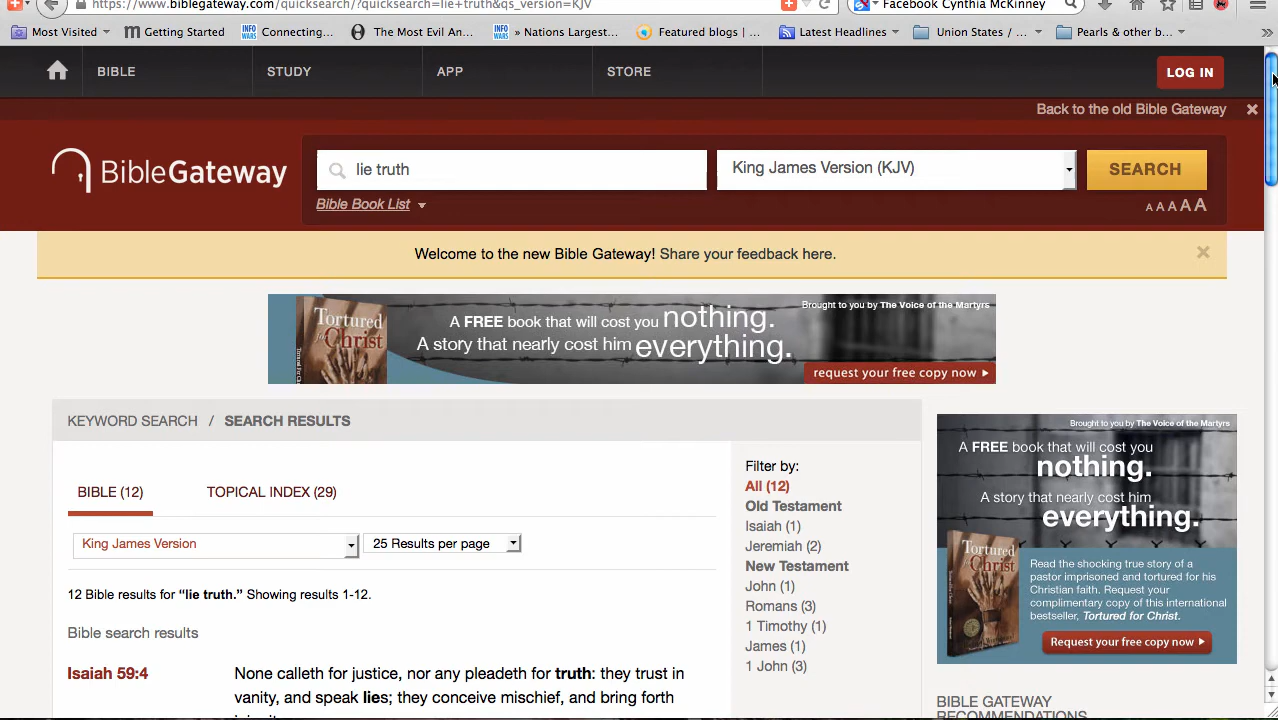 https://www.biblegateway.com/quicksearch/?quicksearch=lie+truth&qs_version=KJV
Facebook Cynthia McKinney
Most Visited
Getting Started
INFO WARS
Connecting...
The Most Evil An...
INFO WARS
» Nations Largest...
Featured blogs | ...
Latest Headlines
Union States / ...
Pearls & other b...
BIBLE
STUDY
APP
STORE
LOG IN
Back to the old Bible Gateway
BibleGateway
lie truth
King James Version (KJV)
SEARCH
Bible Book List
A A A A A
Welcome to the new Bible Gateway! Share your feedback here.
Brought to you by The Voice of the Martyrs
Tortured
for Christ
A FREE book that will cost you nothing.
A story that nearly cost him everything.
request your free copy now
KEYWORD SEARCH / SEARCH RESULTS
BIBLE (12)
TOPICAL INDEX (29)
King James Version
25 Results per page
12 Bible results for “lie truth.” Showing results 1-12.
Bible search results
Isaiah 59:4
None calleth for justice, nor any pleadeth for truth: they trust in
vanity, and speak lies; they conceive mischief, and bring forth
Filter by:
All (12)
Old Testament
Isaiah (1)
Jeremiah (2)
New Testament
John (1)
Romans (3)
1 Timothy (1)
James (1)
1 John (3)
Brought to you by The Voice of the Martyrs
A FREE book that will cost you
nothing.
A story that nearly cost him
everything.
Tortured
for Christ
Read the shocking true story of a
pastor imprisoned and tortured for his
Christian faith. Request your
complimentary copy of this international
bestseller, Tortured for Christ.
Request your free copy now
BIBLE GATEWAY
RECOMMENDATIONS